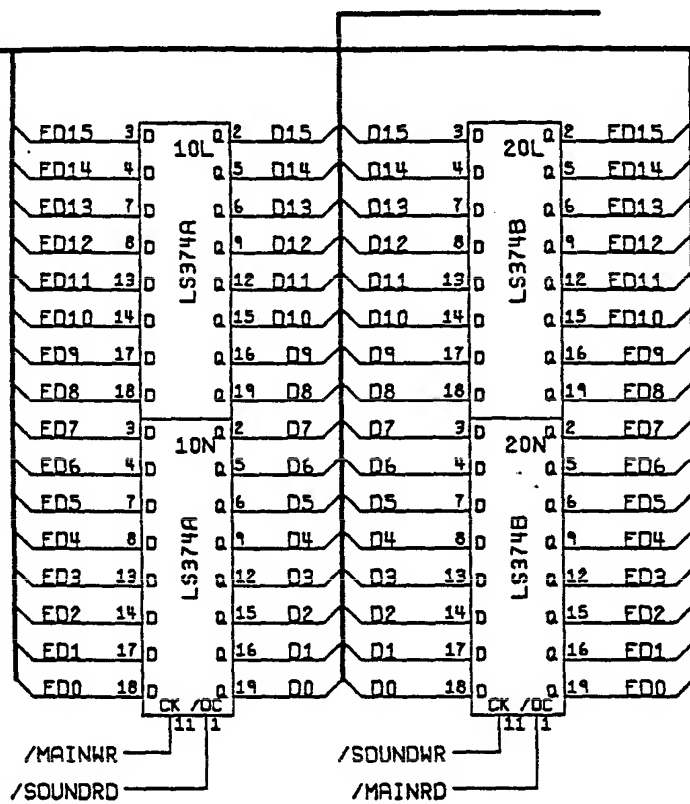 FD15 3 D Q 2 D15 D15 3 D Q 2 FD15
10L 20L
FD14 4 D Q 5 D14 D14 4 D Q 5 FD14
FD13 7 D Q 6 D13 D13 7 D Q 6 FD13
FD12 8 D Q 9 D12 D12 8 D Q 9 FD12
LS374A LS374B
FD11 13 D Q 12 D11 D11 13 D Q 12 FD11
FD10 14 D Q 15 D10 D10 14 D Q 15 FD10
FD9 17 D Q 16 D9 D9 17 D Q 16 FD9
FD8 18 D Q 19 D8 D8 18 D Q 19 FD8
FD7 3 D Q 2 D7 D7 3 D Q 2 FD7
10N 20N
FD6 4 D Q 5 D6 D6 4 D Q 5 FD6
FD5 7 D Q 6 D5 D5 7 D Q 6 FD5
FD4 8 D Q 9 D4 D4 8 D Q 9 FD4
LS374A LS374B
FD3 13 D Q 12 D3 D3 13 D Q 12 FD3
FD2 14 D Q 15 D2 D2 14 D Q 15 FD2
FD1 17 D Q 16 D1 D1 17 D Q 16 FD1
FD0 18 D Q 19 D0 D0 18 D Q 19 FD0
CK /OC CK /OC
11 1 11 1
/MAINWR /SOUNDWR
/SOUNDRD /MAINRD